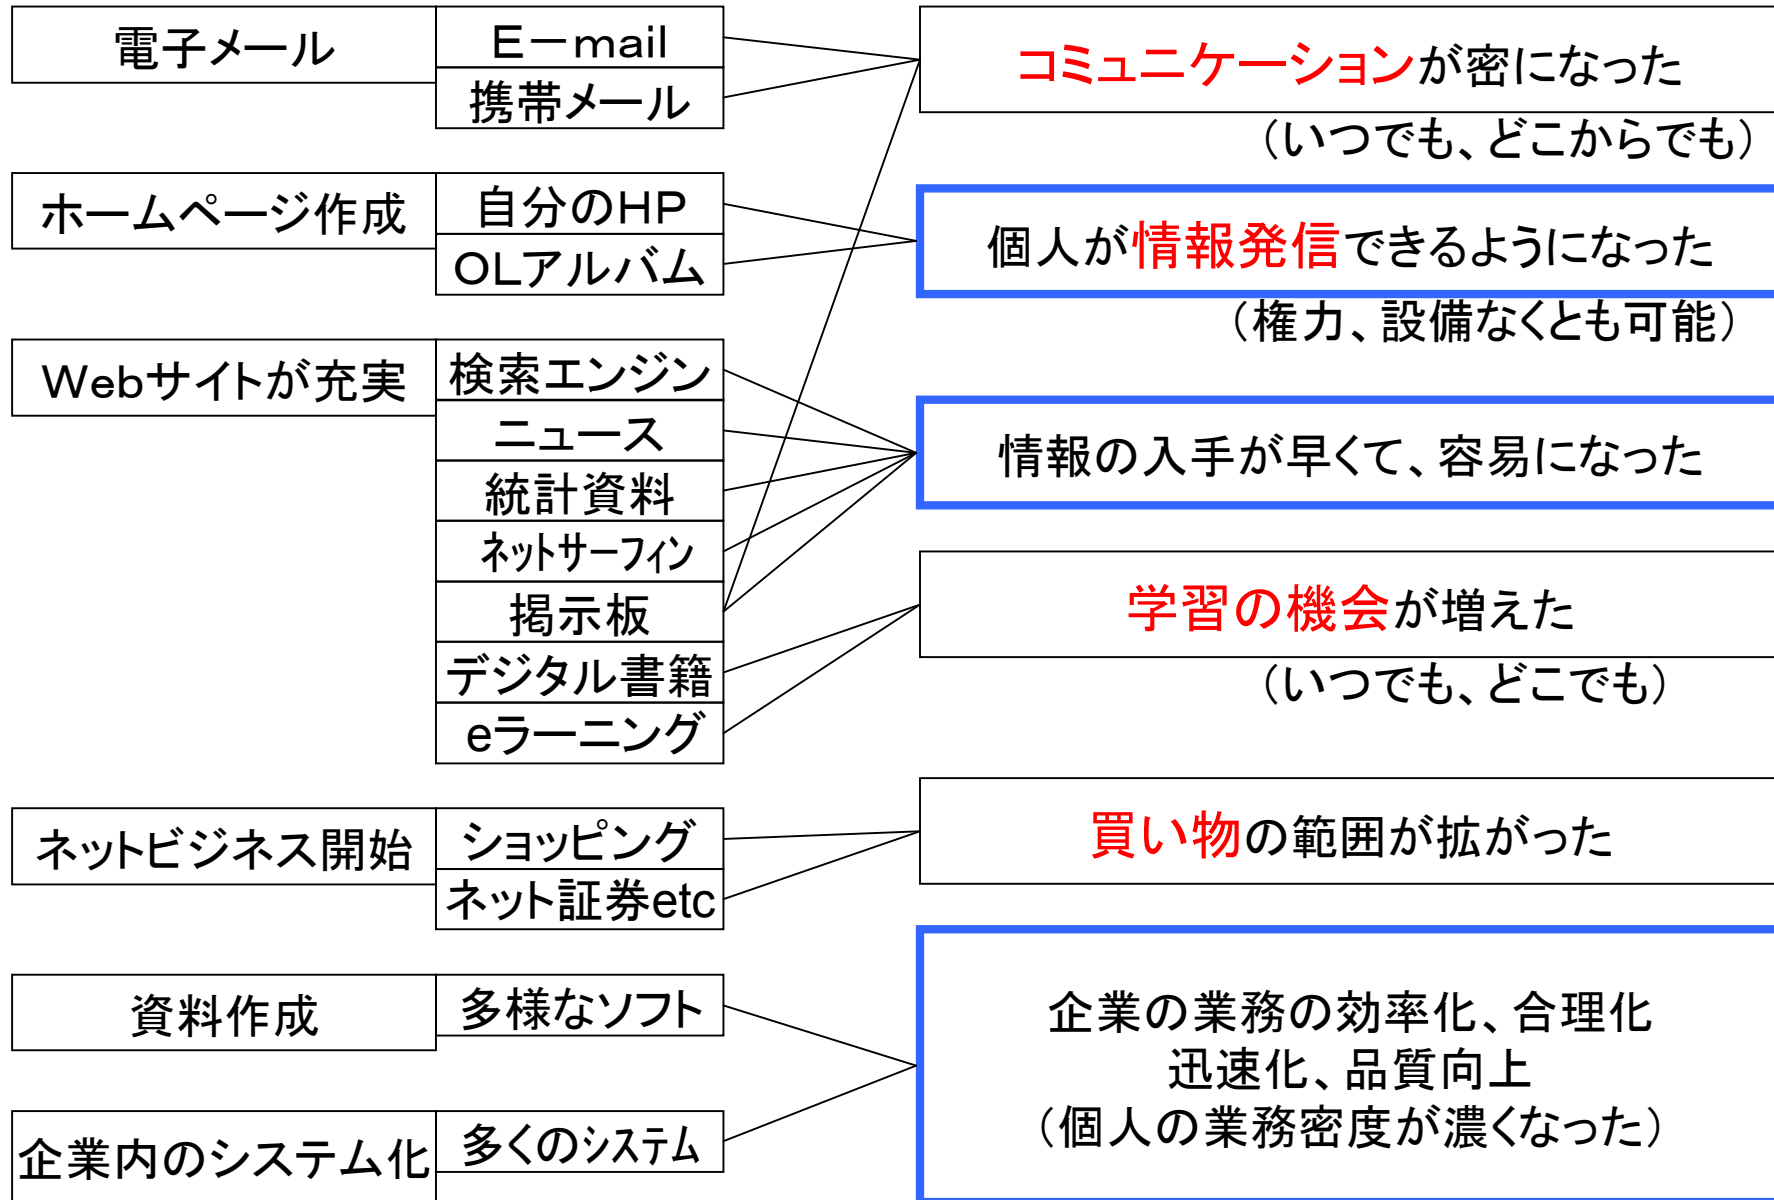 電子メール
E－mail
携帯メール
コミュニケーションが密になった
（いつでも、どこからでも）
ホームページ作成
自分のHP
OLアルバム
個人が情報発信できるようになった
（権力、設備なくとも可能）
Webサイトが充実
検索エンジン
ニュース
統計資料
ネットサーフィン
掲示板
デジタル書籍
eラーニング
情報の入手が早くて、容易になった
学習の機会が増えた
（いつでも、どこでも）
ネットビジネス開始
ショッピング
ネット証券etc
買い物の範囲が拡がった
資料作成
多様なソフト
企業内のシステム化
多くのシステム
企業の業務の効率化、合理化
迅速化、品質向上
（個人の業務密度が濃くなった）